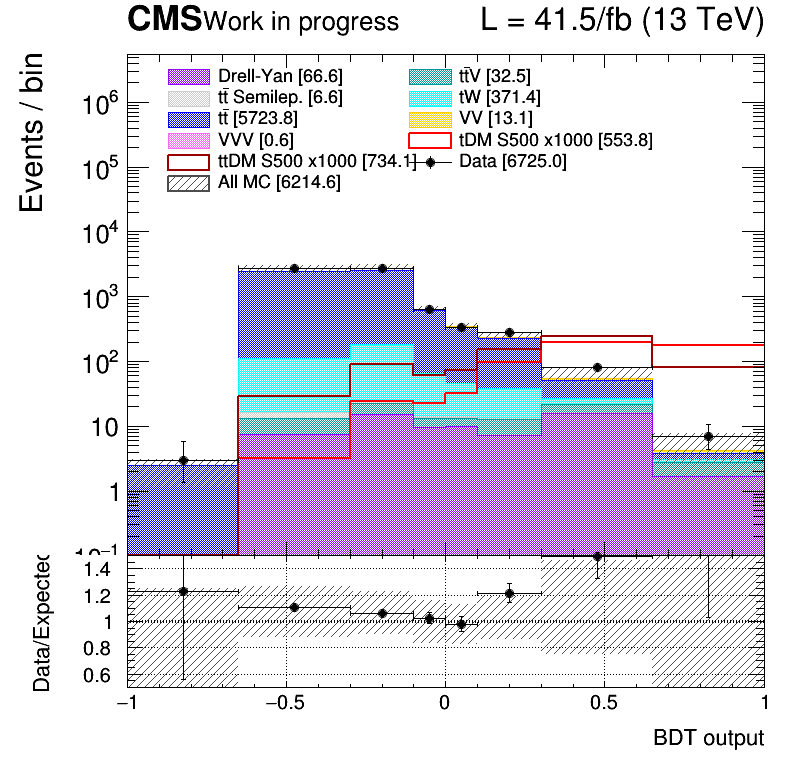 CMS Work in progress L = 41.5/fb (13 TeV)
Events / bin
10⁶
10⁵
10⁴
10³
10²
10
1
10⁻¹
Drell-Yan [66.6] tt̄V [32.5]
tt̄ Semilep. [6.6] tW [371.4]
tt̄ [5723.8] VV [13.1]
VVV [0.6] tDM S500 x1000 [553.8]
ttDM S500 x1000 [734.1] Data [6725.0]
All MC [6214.6]
Data/Expected
1.4
1.2
1
0.8
0.6
−1 −0.5 0 0.5 1
BDT output